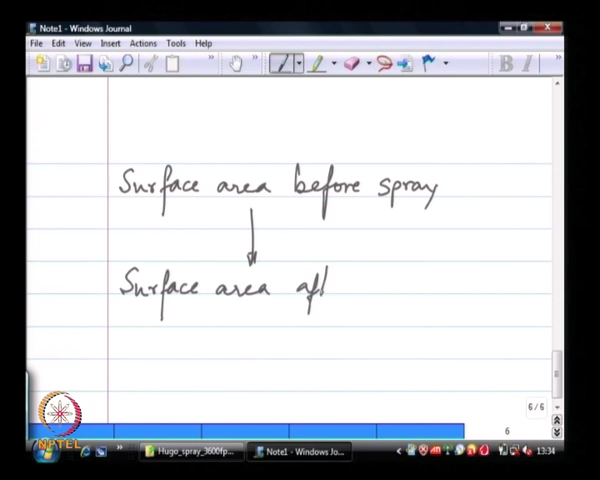 Note1 - Windows Journal
File Edit View Insert Actions Tools Help
B I
Surface area before spray
Surface area aft
6/6
6
NPTEL
Hugo_spray_3600fp...
Note1 - Windows Jo...
13:34